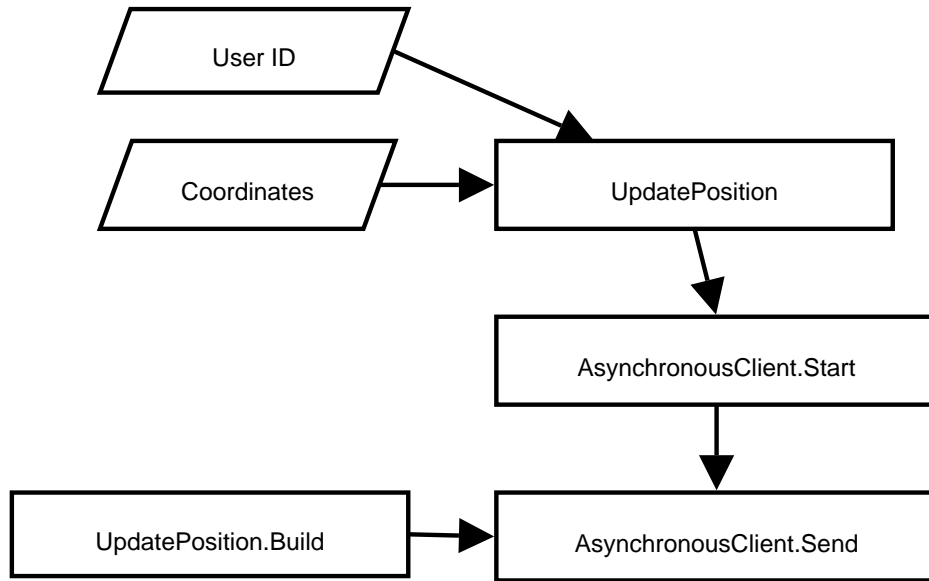 User ID
Coordinates
UpdatePosition
AsynchronousClient.Start
UpdatePosition.Build
AsynchronousClient.Send